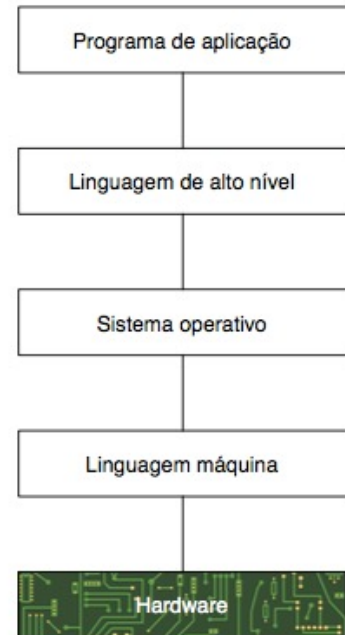 Programa de aplicação
Linguagem de alto nível
Sistema operativo
Linguagem máquina
Hardware